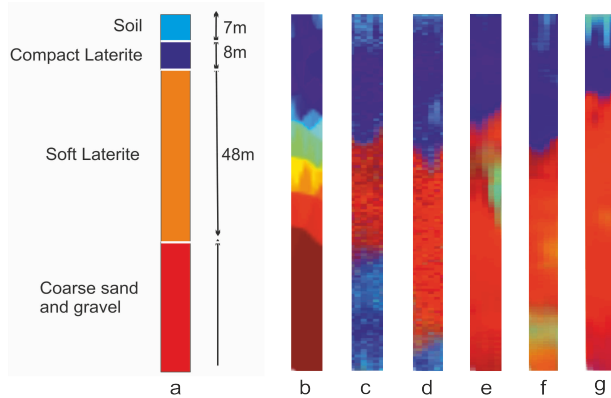 Soil
7m
Compact Laterite
8m
Soft Laterite
48m
Coarse sand
and gravel
a b c d e f g